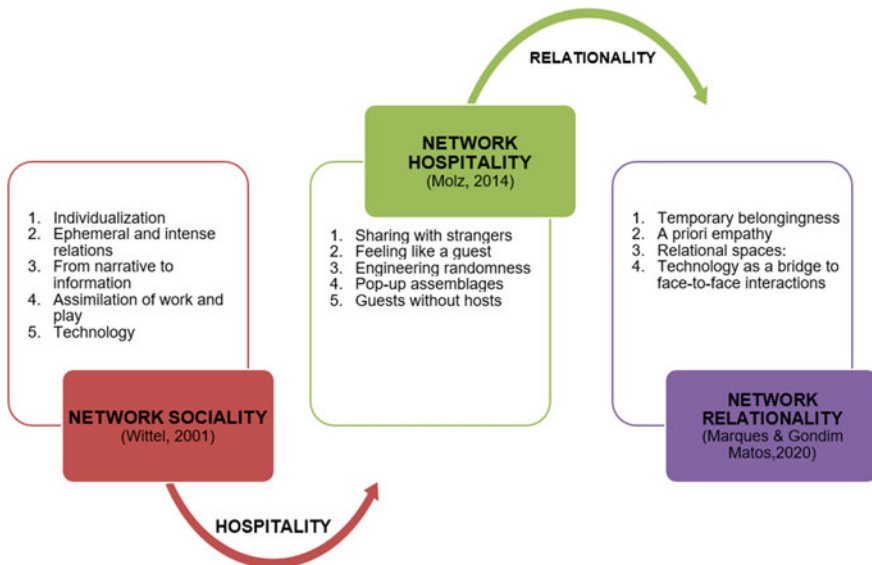 RELATIONALITY
NETWORK
HOSPITALITY
(Molz, 2014)
1. Individualization
2. Ephemeral and intense
relations
3. From narrative to
information
4. Assimilation of work and
play
5. Technology
NETWORK SOCIALITY
(Wittel, 2001)
1. Sharing with strangers
2. Feeling like a guest
3. Engineering randomness
4. Pop-up assemblages
5. Guests without hosts
1. Temporary belongingness
2. A priori empathy
3. Relational spaces:
4. Technology as a bridge to
face-to-face interactions
NETWORK
RELATIONALITY
(Marques & Gondim
Matos,2020)
HOSPITALITY